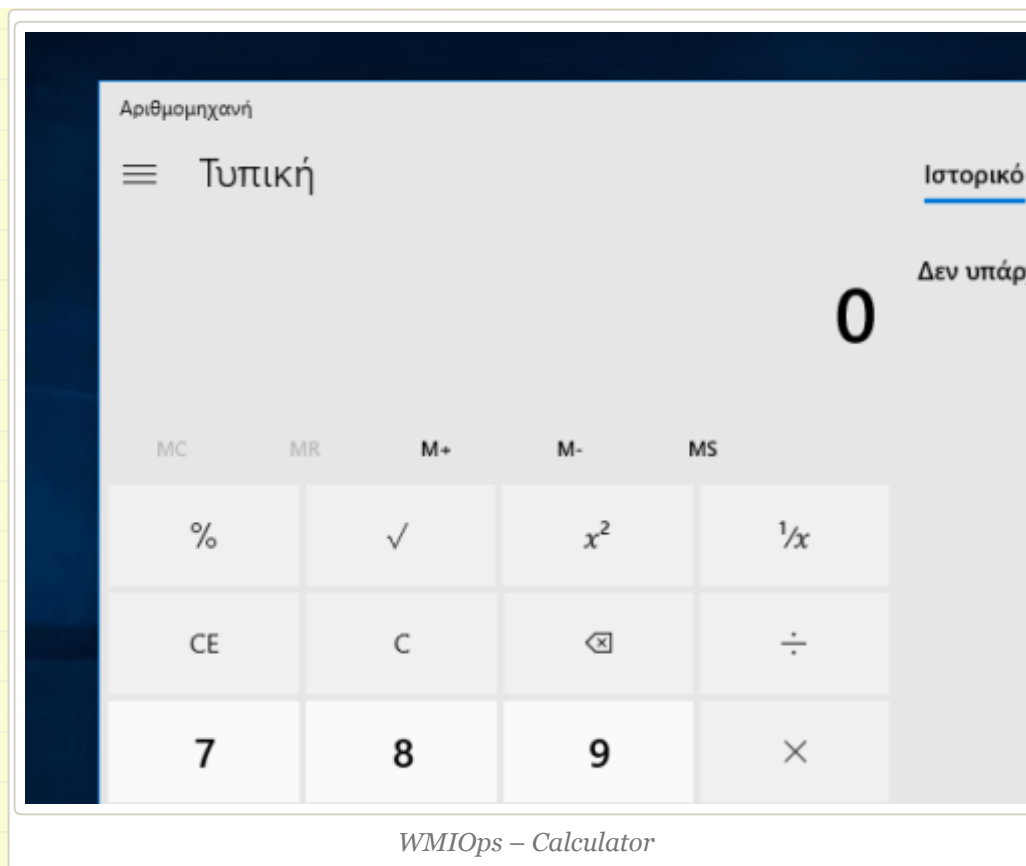 Αριθμομηχανή
Τυπική
Ιστορικό
0
MC MR M+ M- MS
% √ x² ¹/x
CE C ÷
7 8 9 ×
WMIOps – Calculator